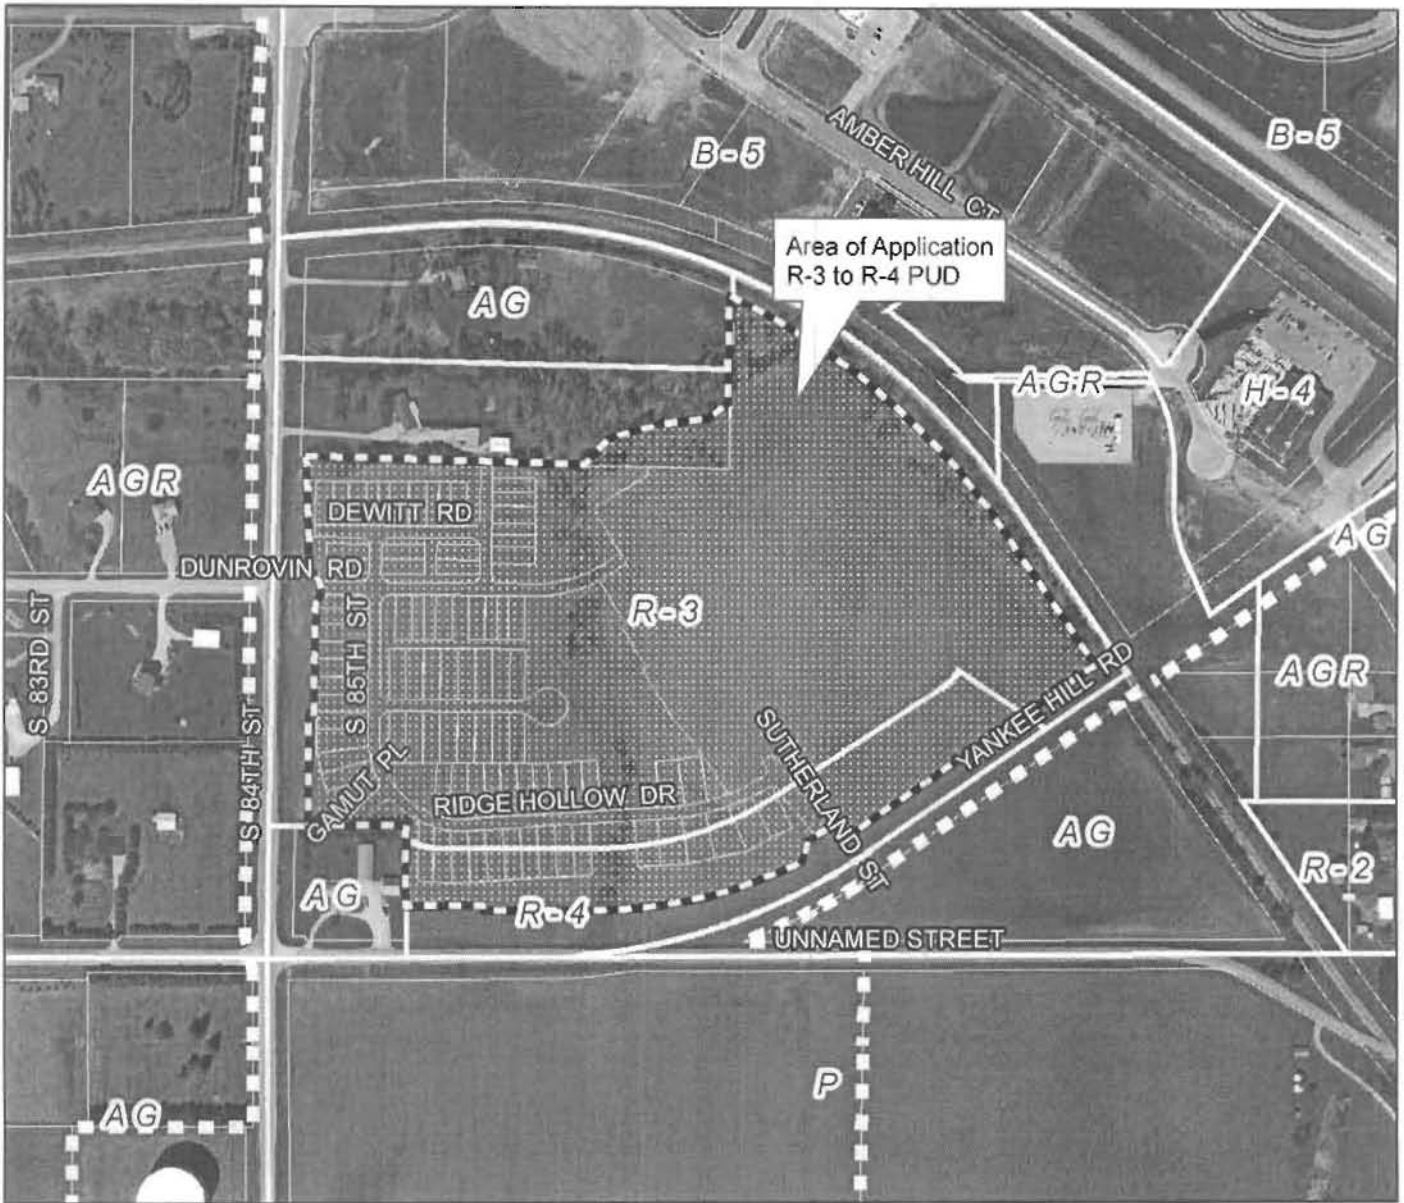 B-5
B-5
AMBER HILL CT
Area of Application
R-3 to R-4 PUD
AG
AGR
H-4
AGR
AG
DEWITT RD
DUNROVIN RD
S 83RD ST
S 85TH ST
R-3
AGR
S 84TH ST
GAMUT PL
RIDGE HOLLOW DR
SUTHERLAND ST
YANKEE HILL RD
AG
R-2
AG
R-4
UNNAMED STREET
P
AG